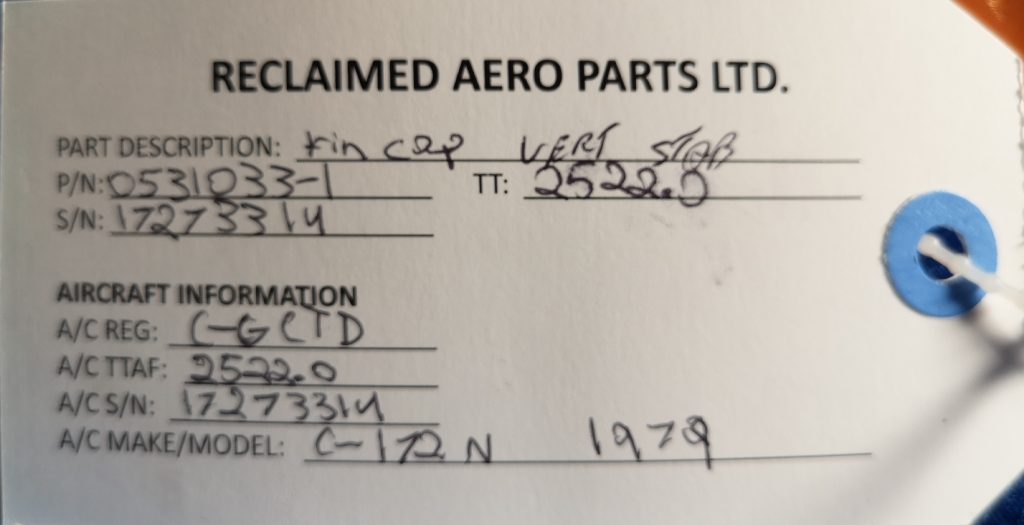 RECLAIMED AERO PARTS LTD.
PART DESCRIPTION: Fin cap VERT STAB
P/N: 0531033-1 TT: 2522.0
S/N: 17273314
AIRCRAFT INFORMATION
A/C REG: C-GCTD
A/C TTAF: 2522.0
A/C S/N: 17273314
A/C MAKE/MODEL: C-172N 1979